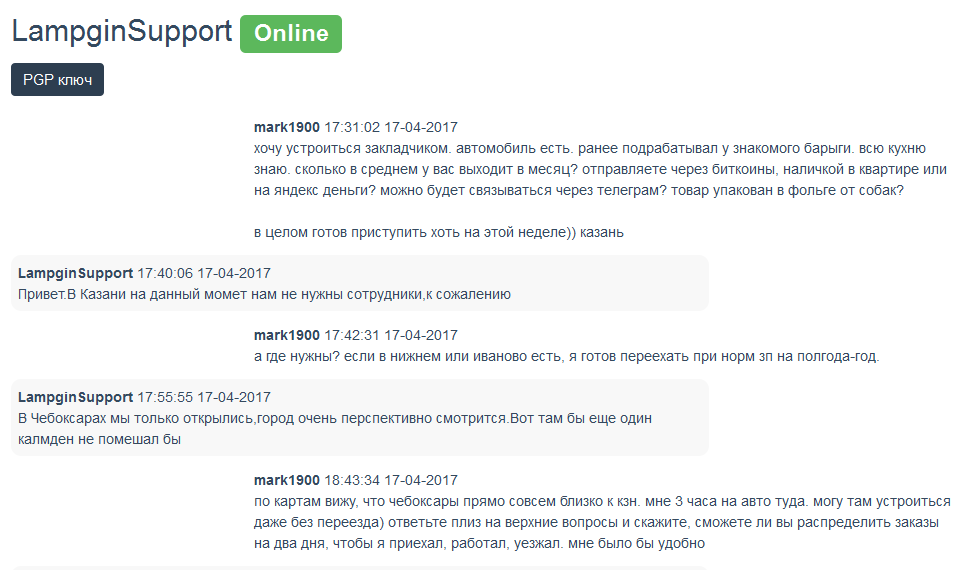 LampginSupport Online
PGP ключ
mark1900 17:31:02 17-04-2017
хочу устроиться закладчиком. автомобиль есть. ранее подрабатывал у знакомого барыги. всю кухню
знаю. сколько в среднем у вас выходит в месяц? отправляете через биткоины, наличкой в квартире или
на яндекс деньги? можно будет связываться через телеграм? товар упакован в фольге от собак?
в целом готов приступить хоть на этой неделе)) казань
LampginSupport 17:40:06 17-04-2017
Привет.В Казани на данный момет нам не нужны сотрудники,к сожалению
mark1900 17:42:31 17-04-2017
а где нужны? если в нижнем или иваново есть, я готов переехать при норм зп на полгода-год.
LampginSupport 17:55:55 17-04-2017
В Чебоксарах мы только открылись,город очень перспективно смотрится.Вот там бы еще один
калмден не помешал бы
mark1900 18:43:34 17-04-2017
по картам вижу, что чебоксары прямо совсем близко к кзн. мне 3 часа на авто туда. могу там устроиться
даже без переезда) ответьте плиз на верхние вопросы и скажите, сможете ли вы распределить заказы
на два дня, чтобы я приехал, работал, уезжал. мне было бы удобно